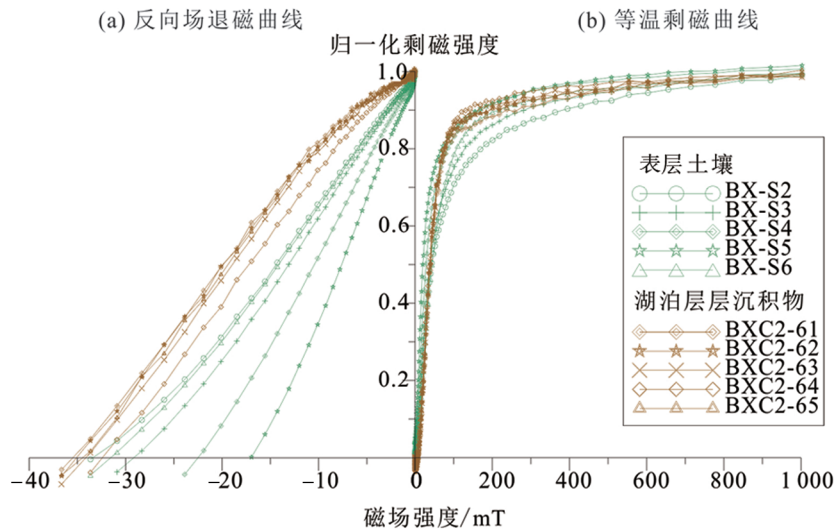 (a) 反向场退磁曲线
(b) 等温剩磁曲线
归一化剩磁强度
1.0
0.8
0.6
0.4
0.2
−40 −30 −20 −10 0 200 400 600 800 1 000
磁场强度/mT
表层土壤
BX-S2
BX-S3
BX-S4
BX-S5
BX-S6
湖泊层层沉积物
BXC2-61
BXC2-62
BXC2-63
BXC2-64
BXC2-65